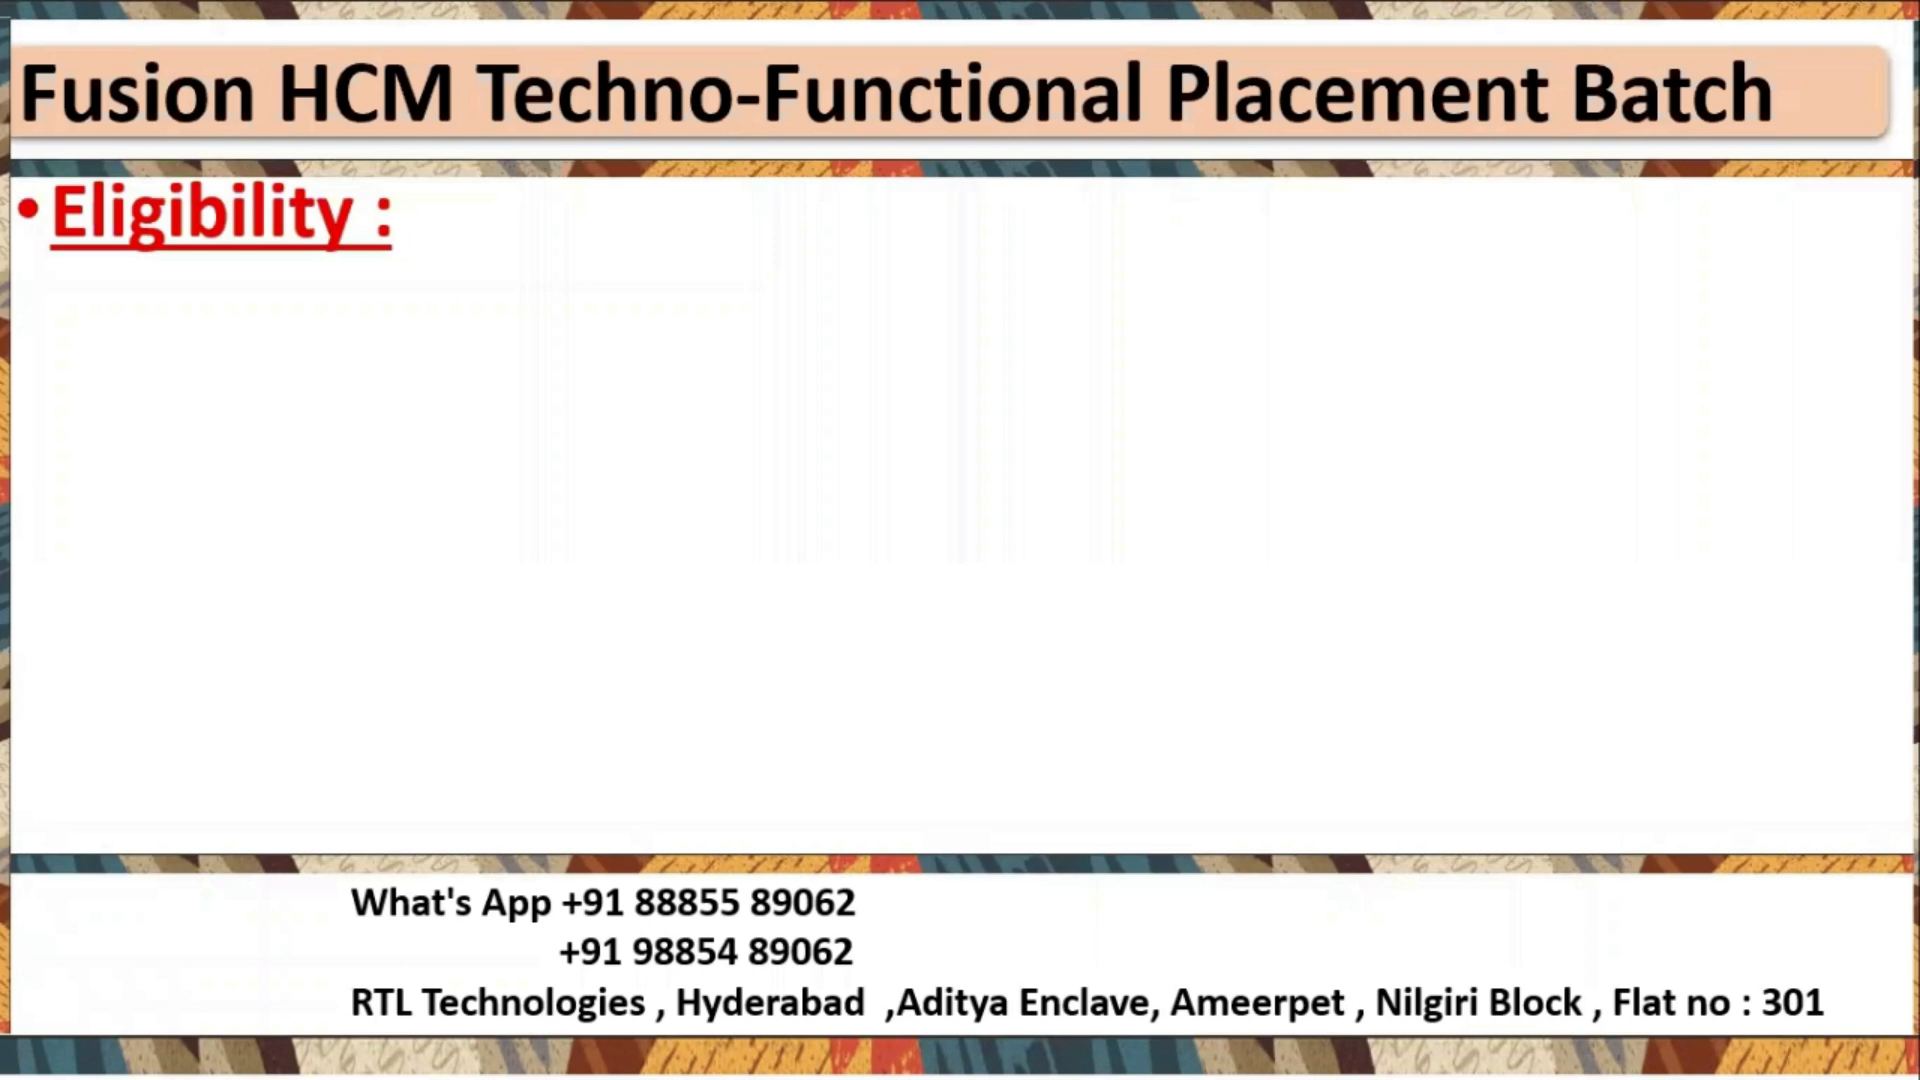 Fusion HCM Techno-Functional Placement Batch
• Eligibility :
What's App +91 88855 89062
+91 98854 89062
RTL Technologies , Hyderabad ,Aditya Enclave, Ameerpet , Nilgiri Block , Flat no : 301